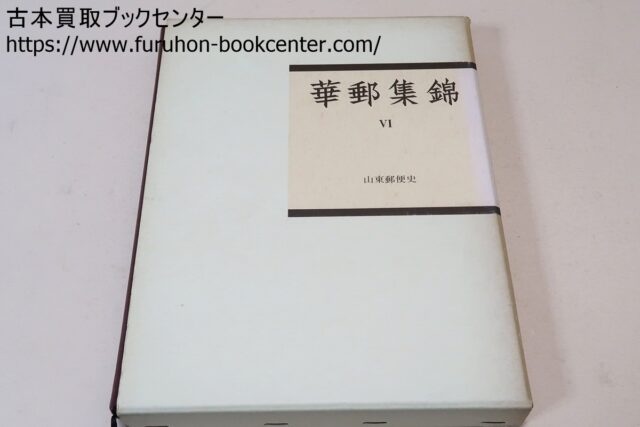 古本買取ブックセンター
https://www.furuhon-bookcenter.com/
華郵集錦
VI
山東郵便史